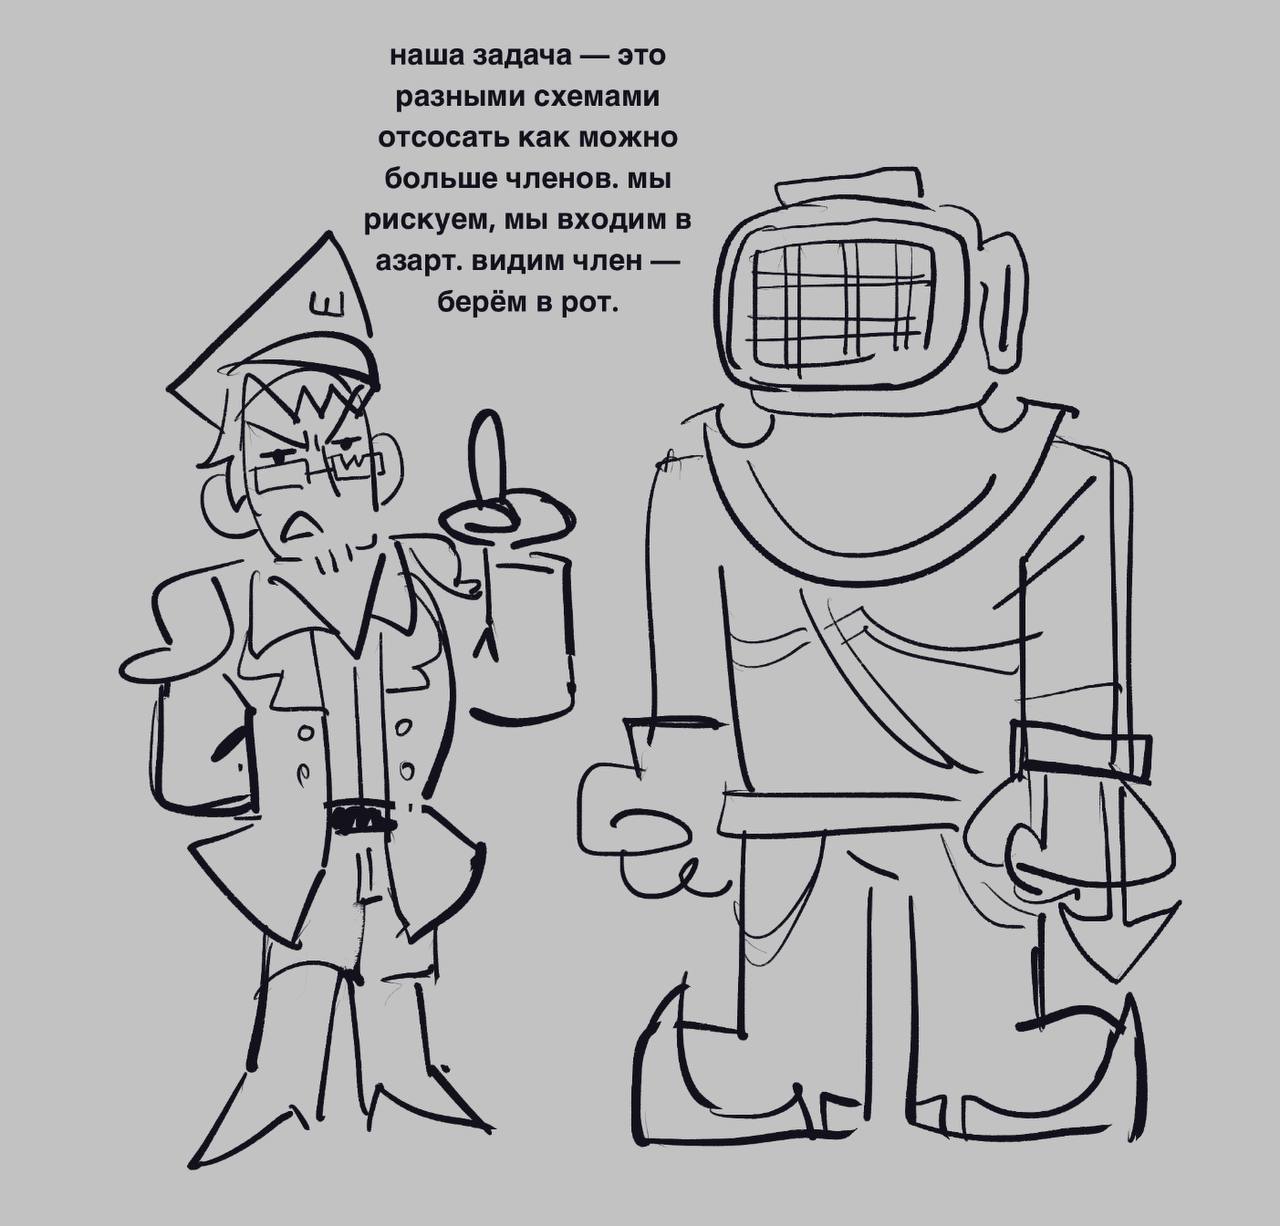 наша задача — это
разными схемами
отсосать как можно
больше членов. мы
рискуем, мы входим в
азарт. видим член —
берём в рот.
E